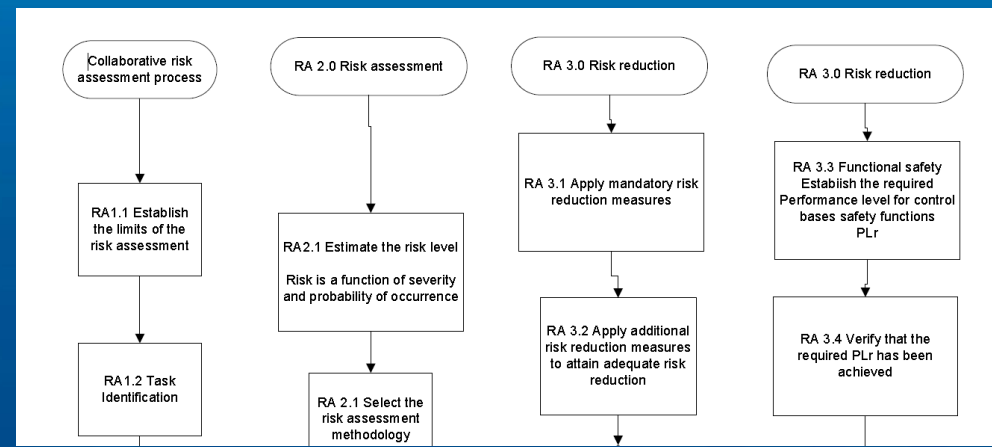 Collaborative risk
assessment process
RA1.1 Establish
the limits of the
risk assessment
RA1.2 Task
Identification
RA 2.0 Risk assessment
RA2.1 Estimate the risk level
Risk is a function of severity
and probability of occurrence
RA 2.1 Select the
risk assessment
methodology
RA 3.0 Risk reduction
RA 3.1 Apply mandatory risk
reduction measures
RA 3.2 Apply additional
risk reduction measures
to attain adequate risk
reduction
RA 3.0 Risk reduction
RA 3.3 Functional safety
Establish the required
Performance level for control
bases safety functions
PLr
RA 3.4 Verify that the
required PLr has been
achieved